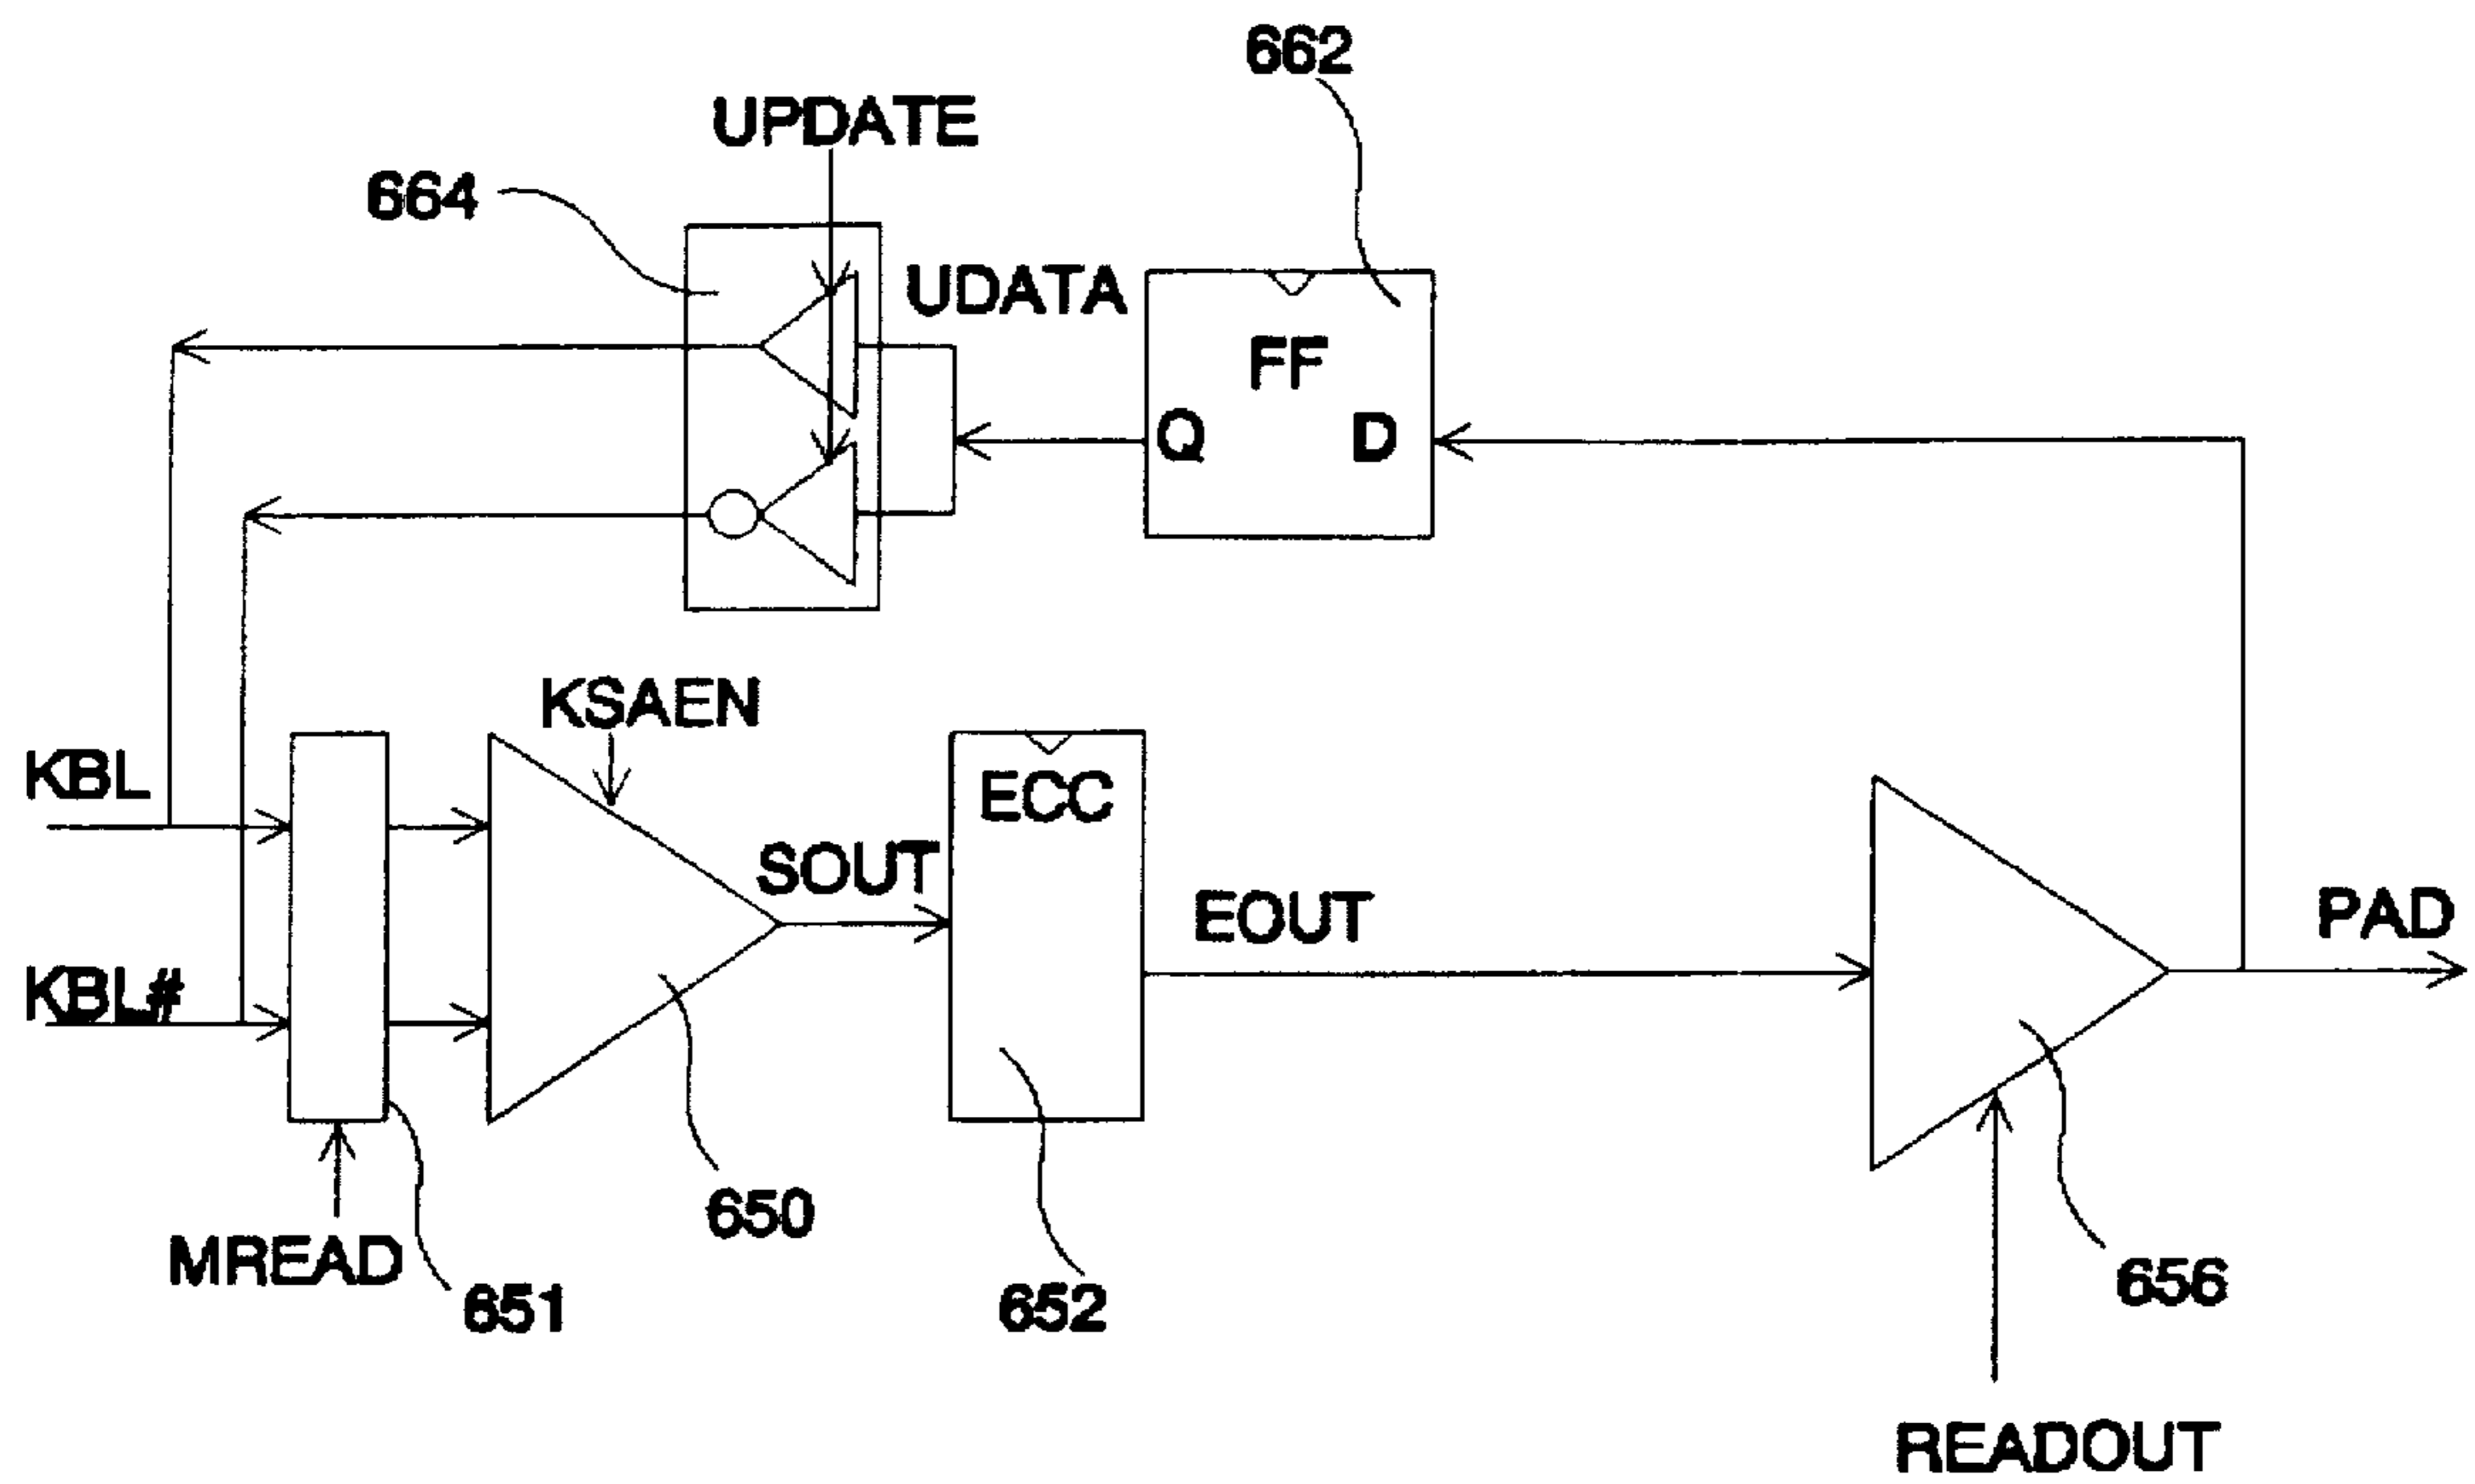 662
UPDATE
664
UDATA
FF
Q
D
KSAEN
KBL
ECC
SOUT
EOUT
PAD
KBL#
650
MREAD
651
652
656
READOUT